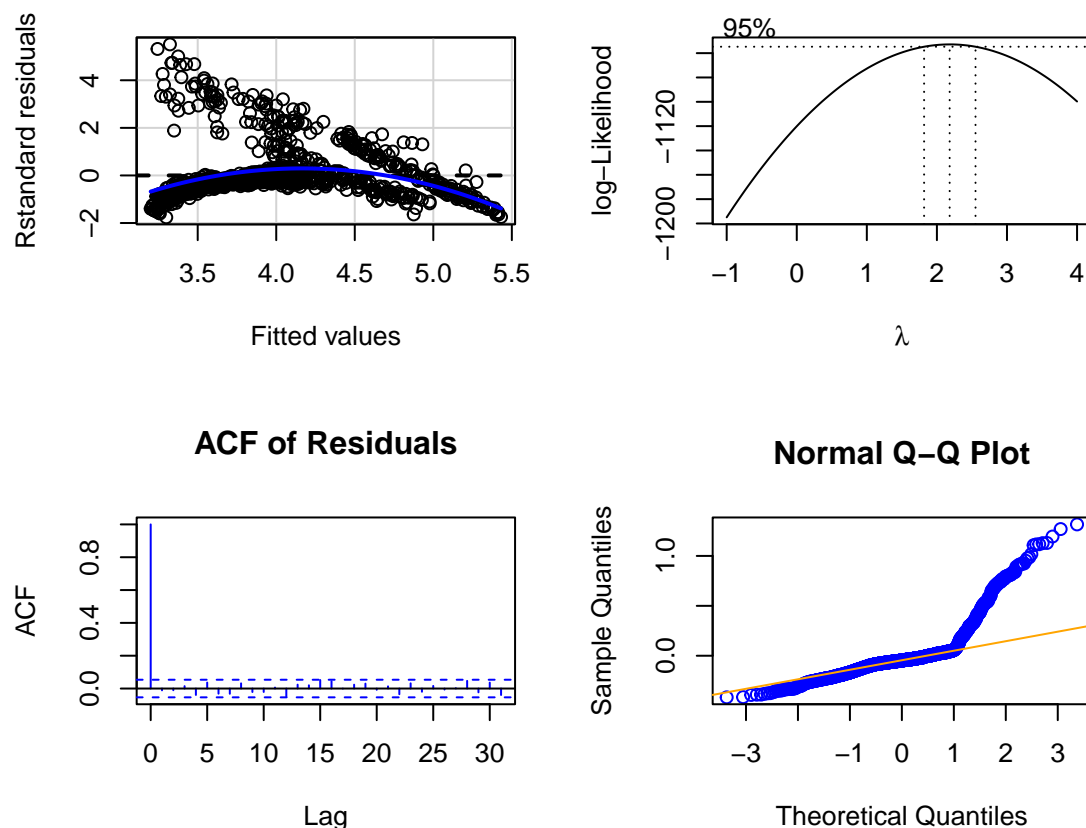 Rstandard residuals
4
2
0
−2
3.5 4.0 4.5 5.0 5.5
Fitted values
95%
log−Likelihood
−1120
−1200
−1 0 1 2 3 4
λ
ACF of Residuals
ACF
0.8
0.4
0.0
0 5 10 15 20 25 30
Lag
Normal Q−Q Plot
Sample Quantiles
1.0
0.0
−3 −1 0 1 2 3
Theoretical Quantiles